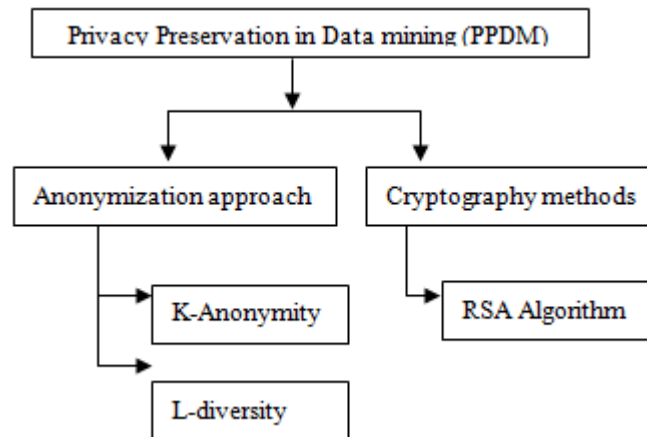 Privacy Preservation in Data mining (PPDM)
Anonymization approach
Cryptography methods
K-Anonymity
RSA Algorithm
L-diversity